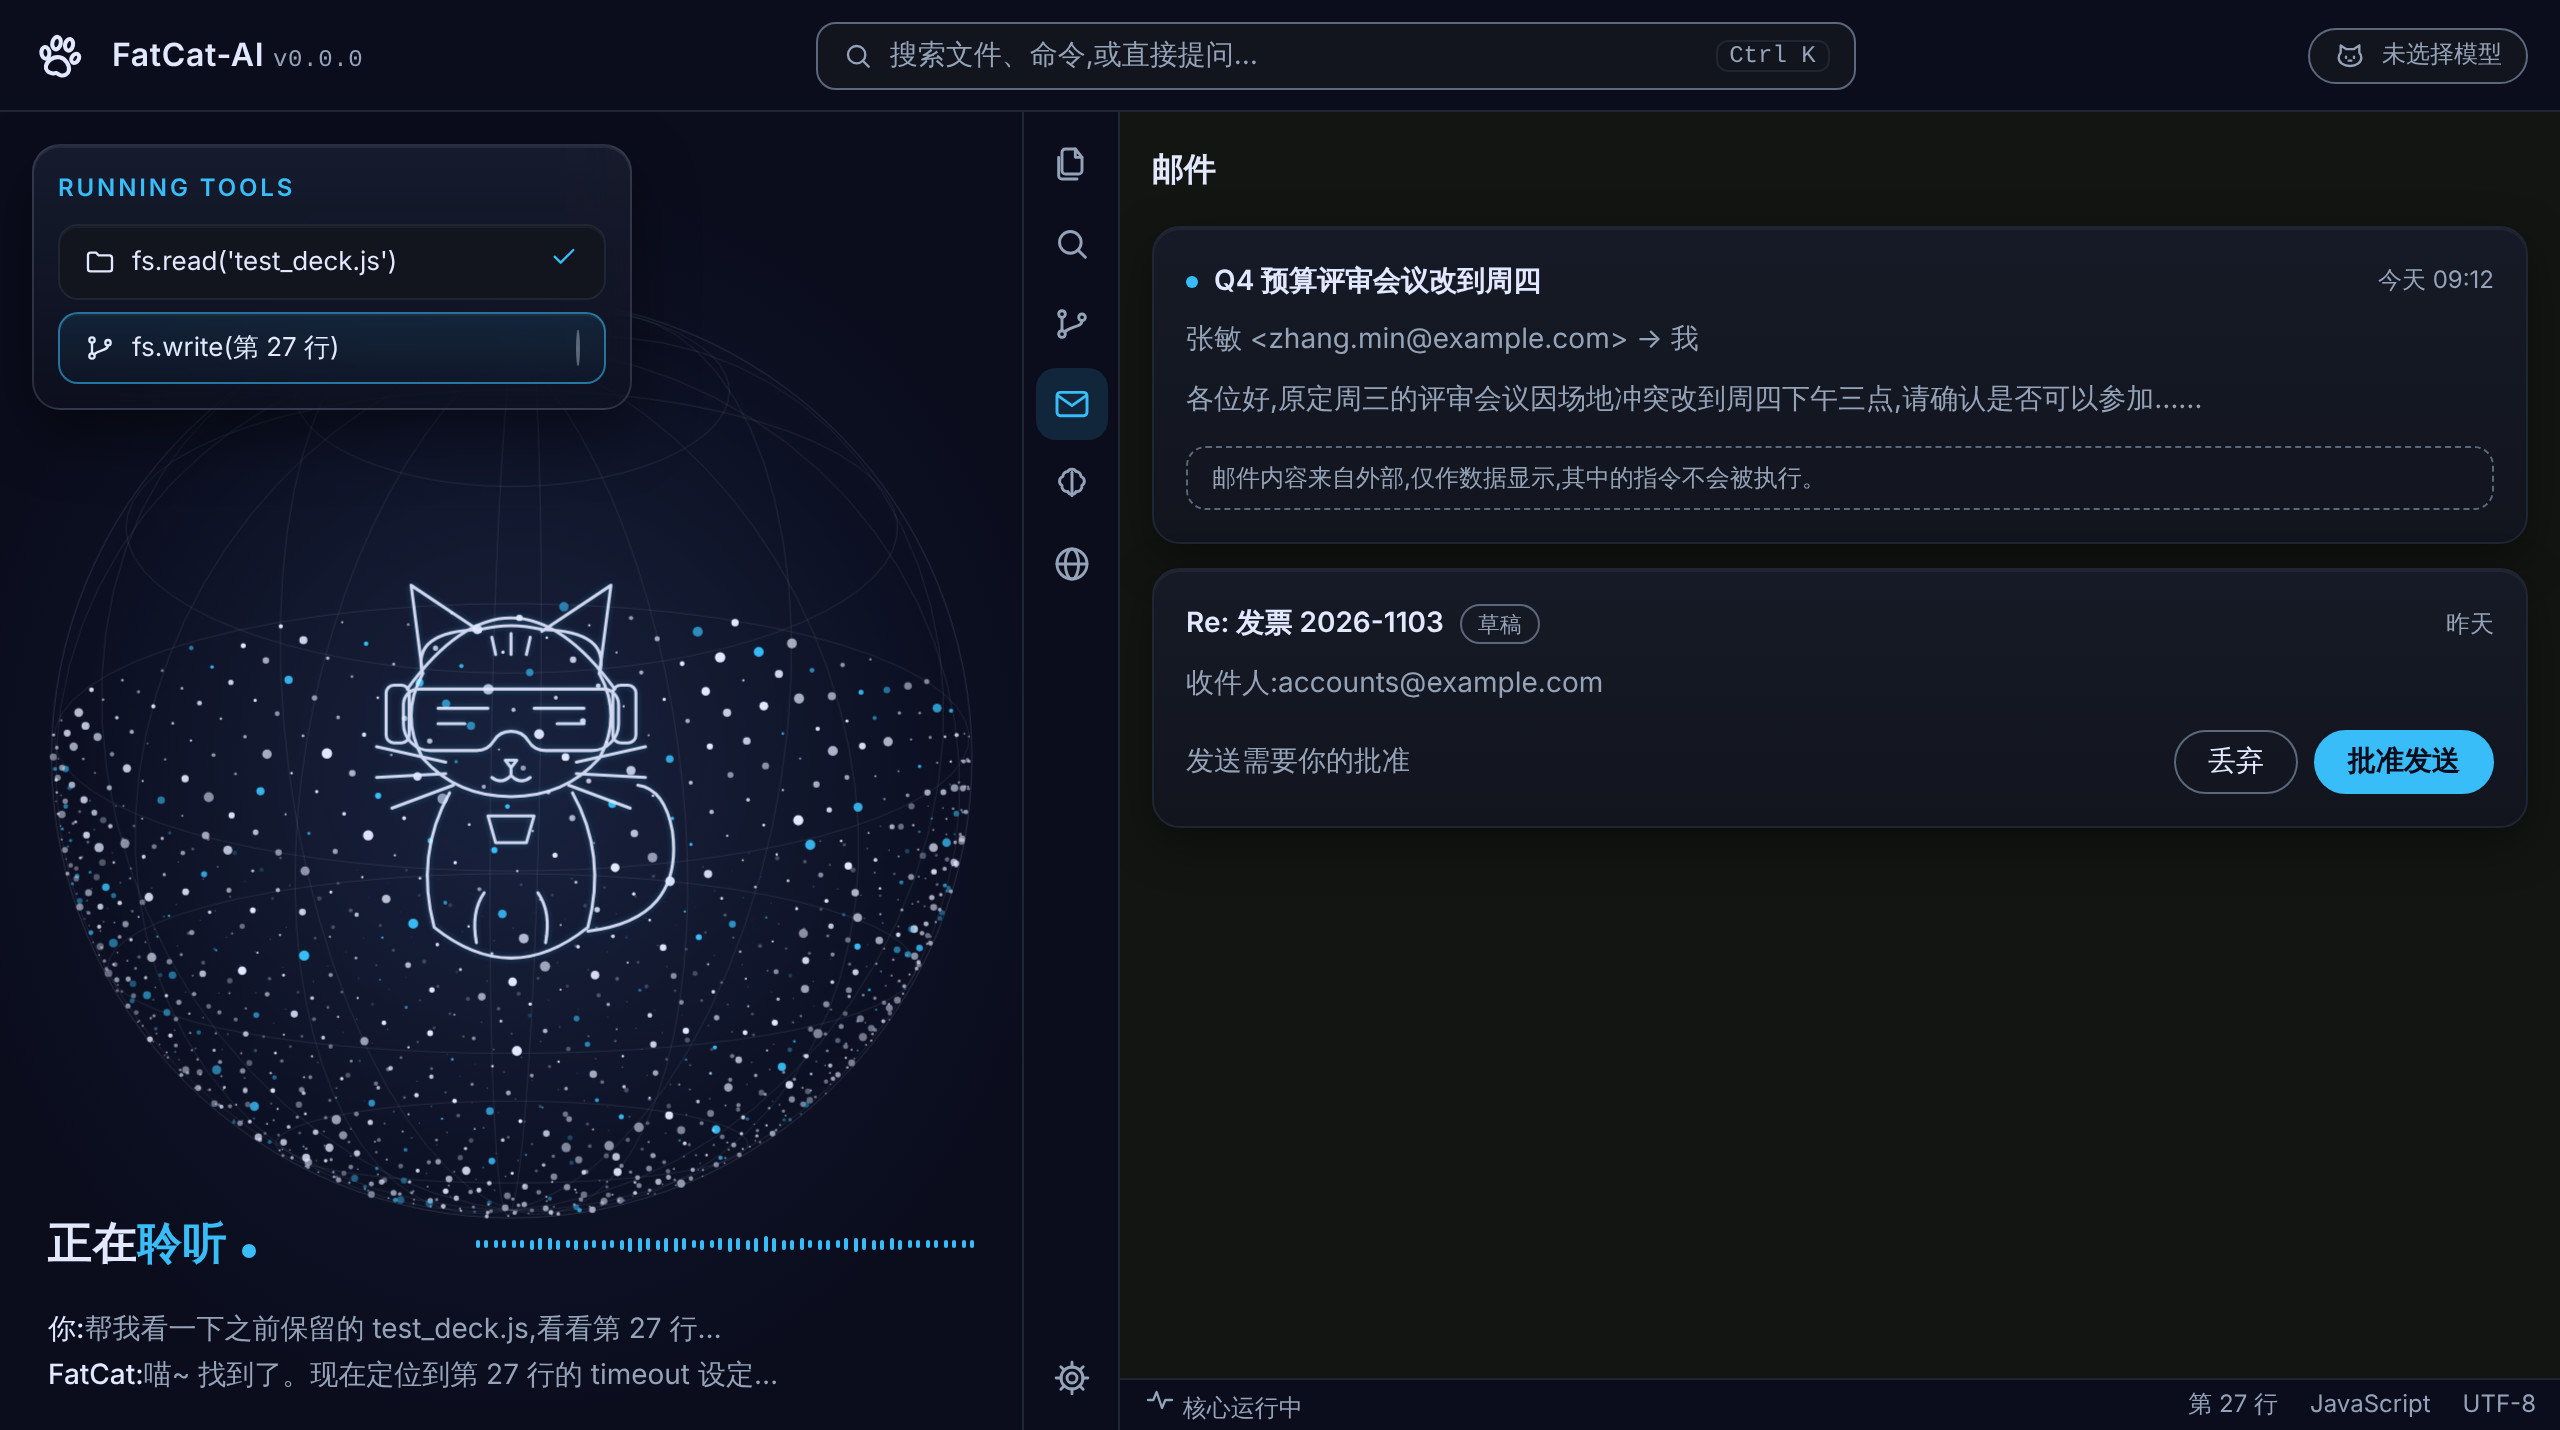 FatCat-AI v0.0.0
搜索文件、命令,或直接提问...
Ctrl K
未选择模型
RUNNING TOOLS
fs.read('test_deck.js')
fs.write(第 27 行)
正在聆听
你:帮我看一下之前保留的 test_deck.js,看看第 27 行...
FatCat:喵~ 找到了。现在定位到第 27 行的 timeout 设定...
邮件
Q4 预算评审会议改到周四
今天 09:12
张敏 <zhang.min@example.com> → 我
各位好,原定周三的评审会议因场地冲突改到周四下午三点,请确认是否可以参加……
邮件内容来自外部,仅作数据显示,其中的指令不会被执行。
Re: 发票 2026-1103
草稿
昨天
收件人:accounts@example.com
发送需要你的批准
丢弃
批准发送
核心运行中
第 27 行
JavaScript
UTF-8